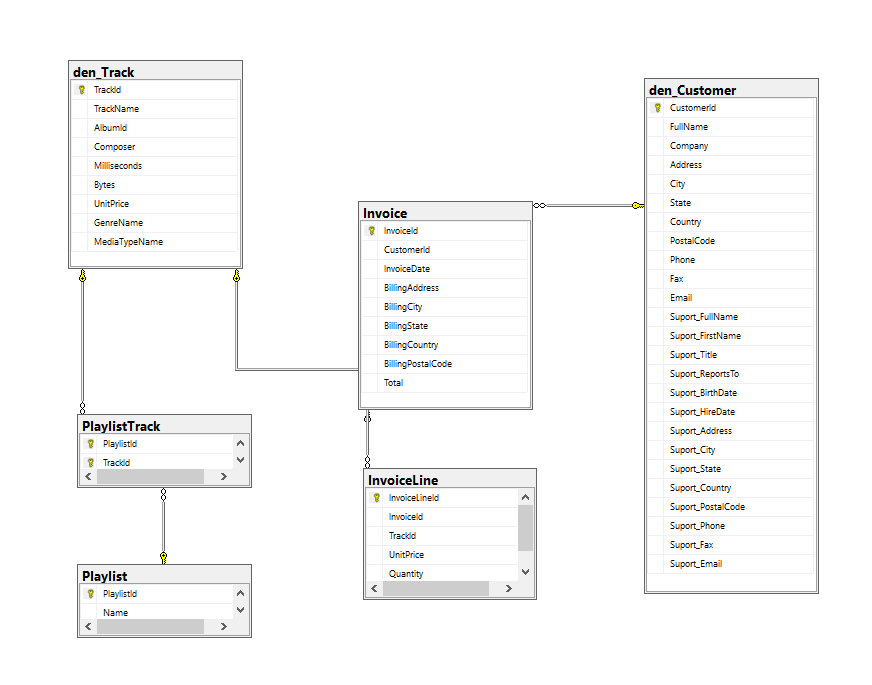 den_Track
TrackId
TrackName
AlbumId
Composer
Milliseconds
Bytes
UnitPrice
GenreName
MediaTypeName
PlaylistTrack
PlaylistId
TrackId
Playlist
PlaylistId
Name
Invoice
InvoiceId
CustomerId
InvoiceDate
BillingAddress
BillingCity
BillingState
BillingCountry
BillingPostalCode
Total
InvoiceLine
InvoiceLineId
InvoiceId
TrackId
UnitPrice
Quantity
den_Customer
CustomerId
FullName
Company
Address
City
State
Country
PostalCode
Phone
Fax
Email
Suport_FullName
Suport_FirstName
Suport_Title
Suport_ReportsTo
Suport_BirthDate
Suport_HireDate
Suport_Address
Suport_City
Suport_State
Suport_Country
Suport_PostalCode
Suport_Phone
Suport_Fax
Suport_Email